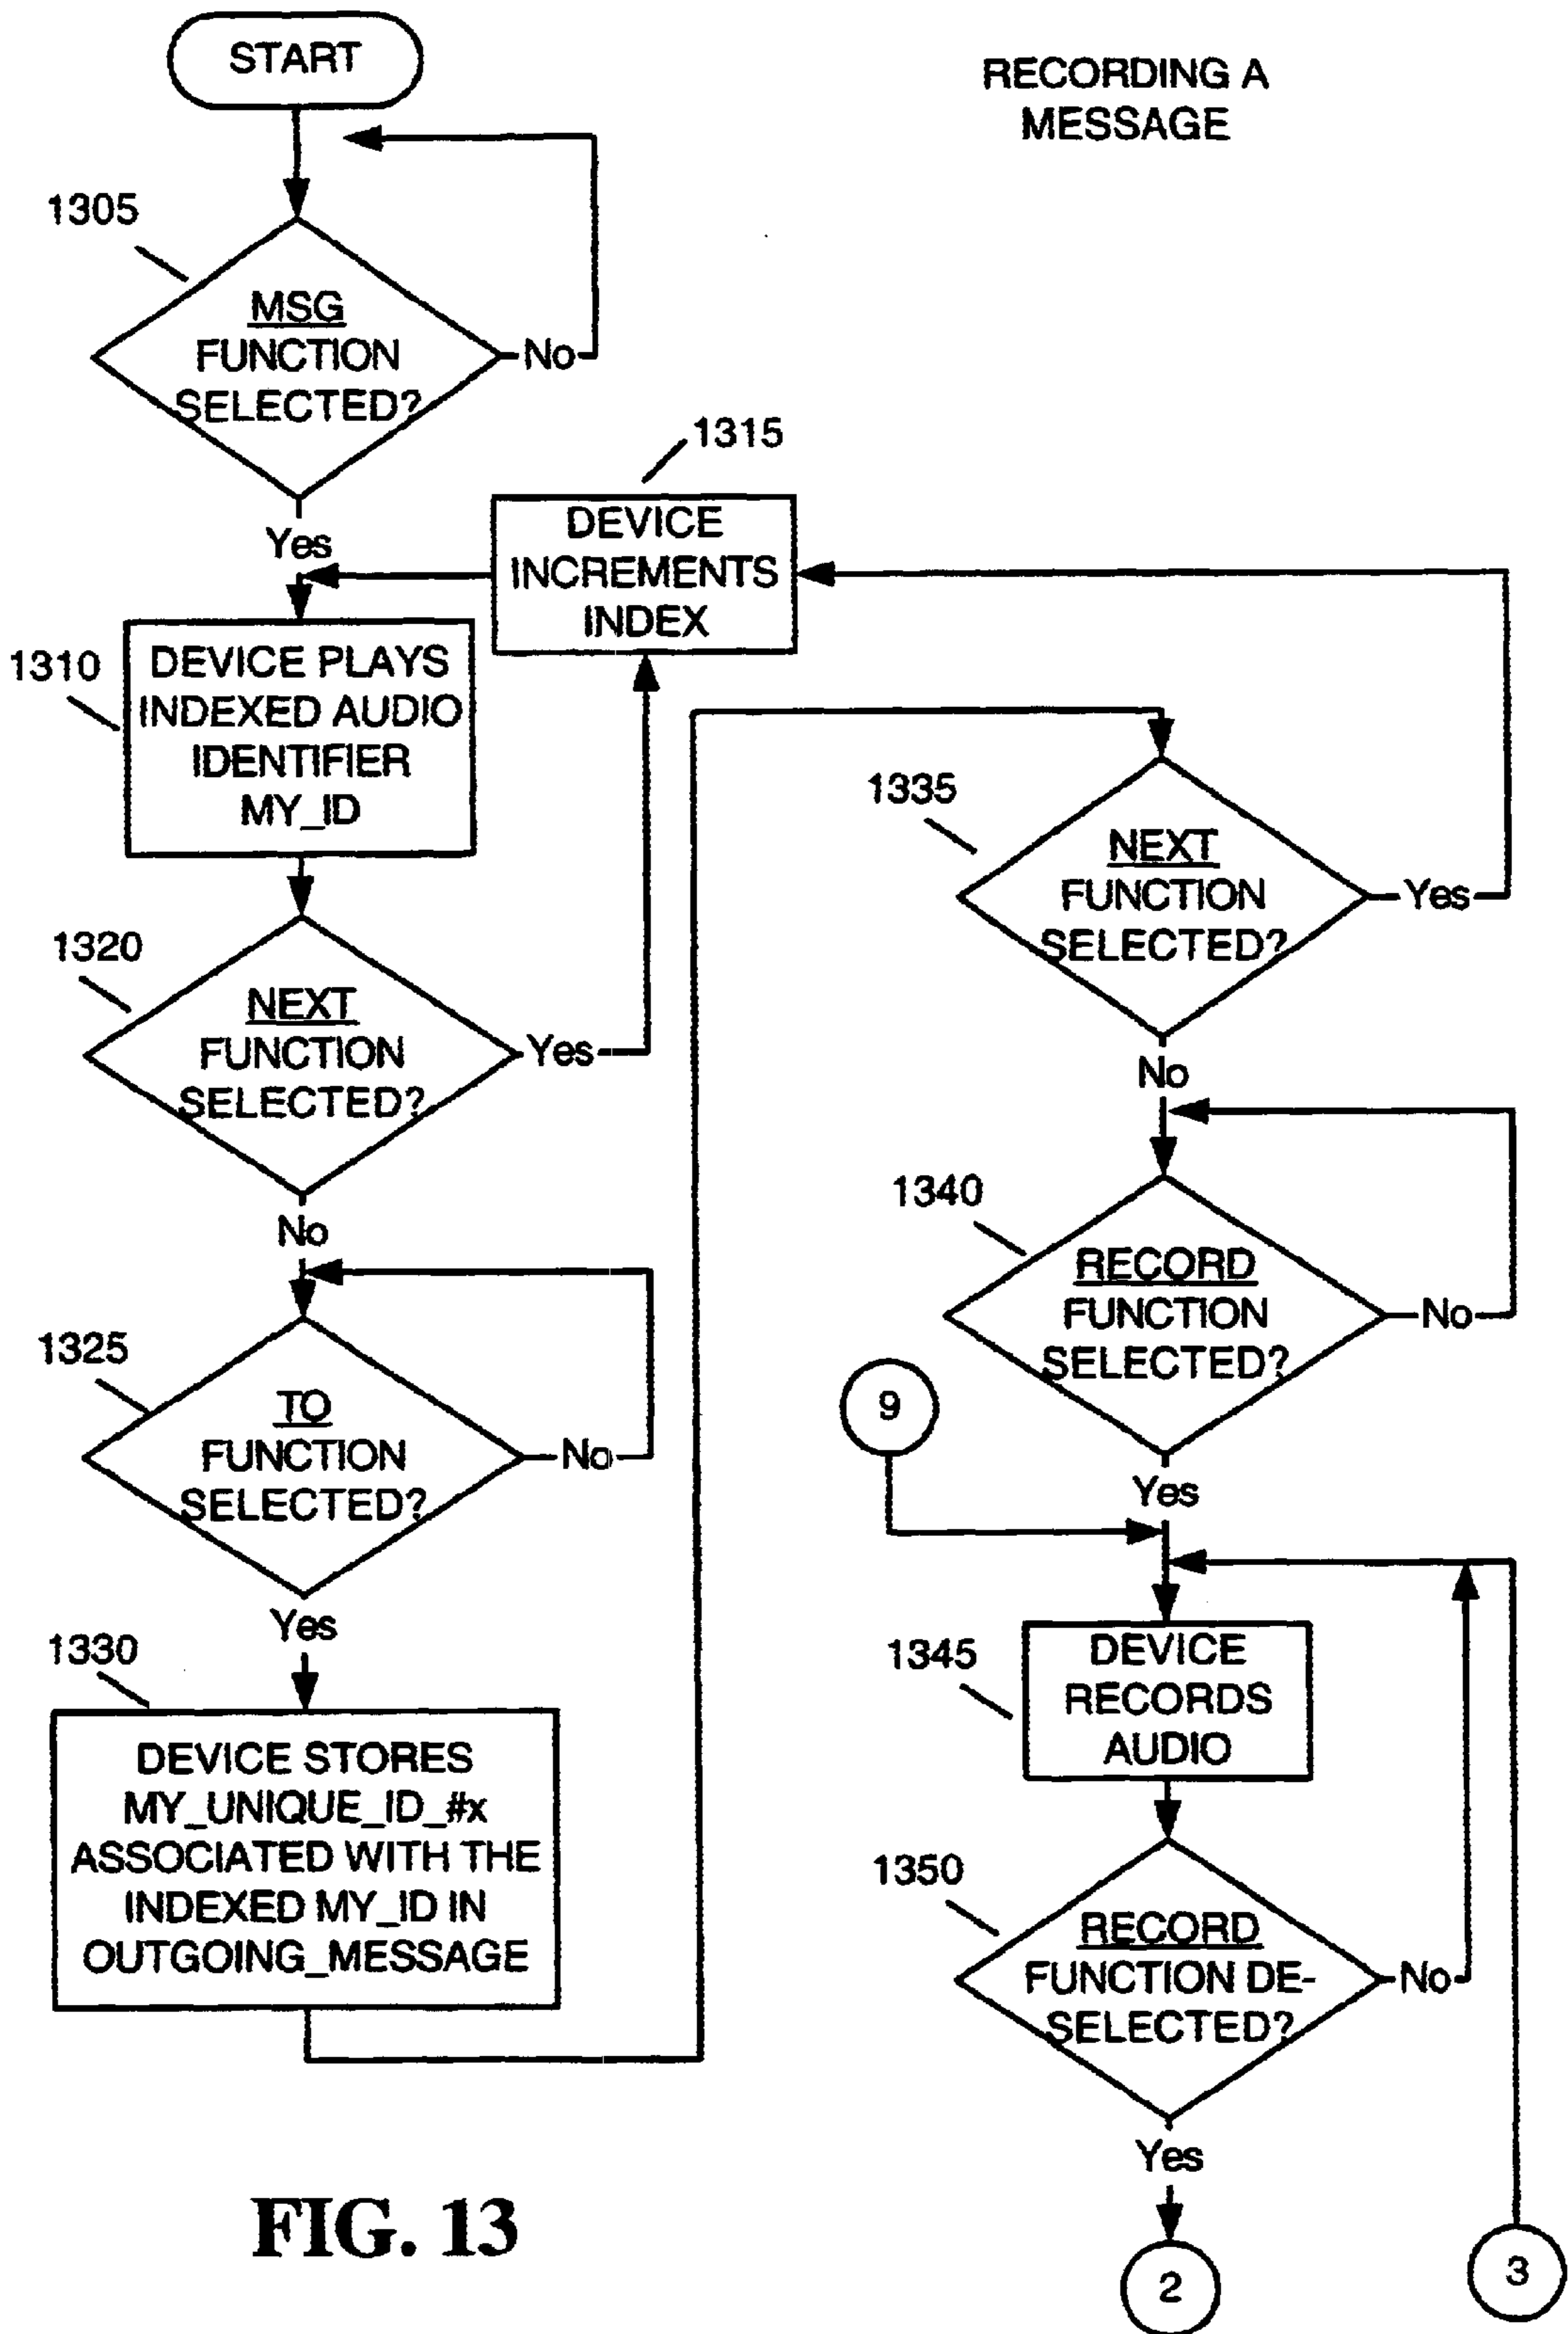 START
RECORDING A
MESSAGE
1305
MSG
FUNCTION
SELECTED?
No
Yes
1315
DEVICE
INCREMENTS
INDEX
1310
DEVICE PLAYS
INDEXED AUDIO
IDENTIFIER
MY_ID
1320
NEXT
FUNCTION
SELECTED?
Yes
No
1325
TO
FUNCTION
SELECTED?
No
Yes
1330
DEVICE STORES
MY_UNIQUE_ID_#x
ASSOCIATED WITH THE
INDEXED MY_ID IN
OUTGOING_MESSAGE
1335
NEXT
FUNCTION
SELECTED?
Yes
No
1340
RECORD
FUNCTION
SELECTED?
No
Yes
9
1345
DEVICE
RECORDS
AUDIO
1350
RECORD
FUNCTION DE-
SELECTED?
No
Yes
2
3
FIG. 13